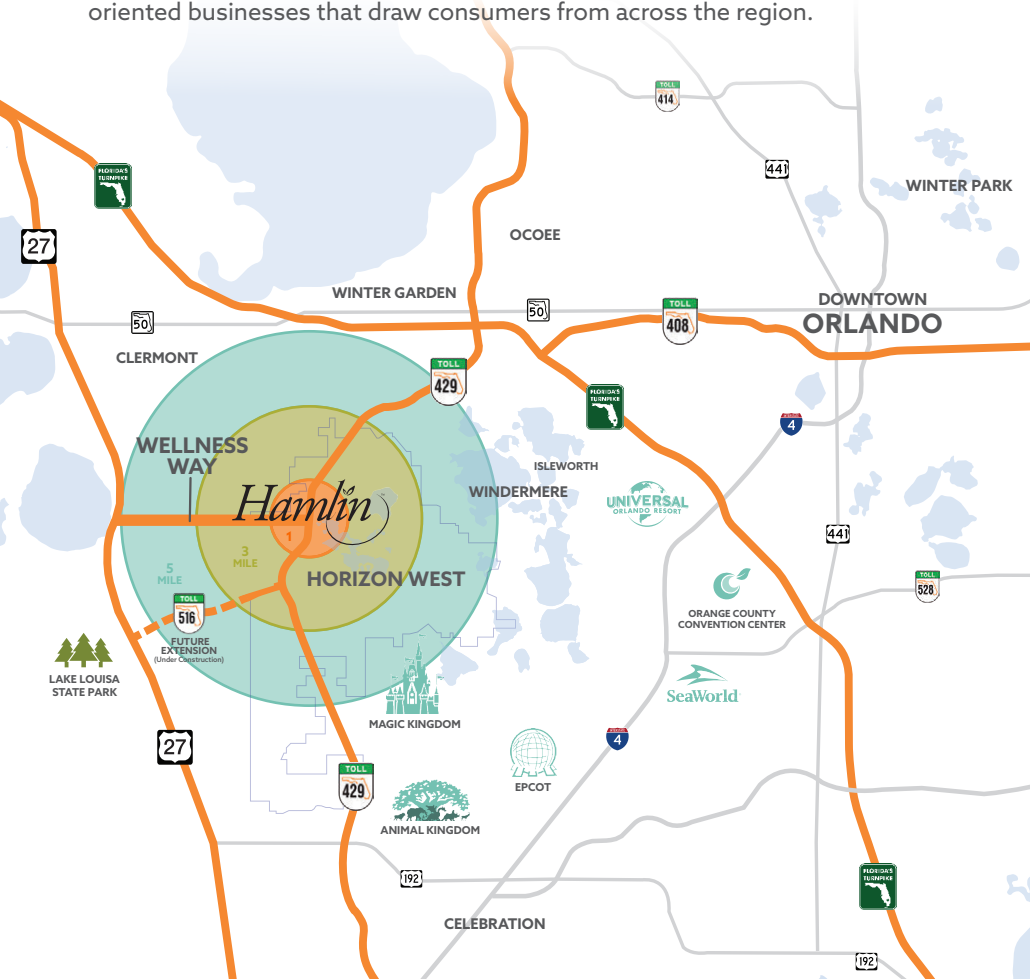 oriented businesses that draw consumers from across the region.
TOLL
414
441
FLORIDA'S
TURNPIKE
WINTER PARK
27
OCOEE
WINTER GARDEN
50
50
TOLL
408
DOWNTOWN
ORLANDO
CLERMONT
TOLL
429
FLORIDA'S
TURNPIKE
4
WELLNESS
WAY
ISLEWORTH
WINDERMERE
Hamlin
UNIVERSAL
ORLANDO RESORT
1
441
3
MILE
5
MILE
HORIZON WEST
TOLL
528
TOLL
516
FUTURE
EXTENSION
(Under Construction)
ORANGE COUNTY
CONVENTION CENTER
LAKE LOUISA
STATE PARK
SeaWorld
MAGIC KINGDOM
27
4
TOLL
429
EPCOT
ANIMAL KINGDOM
192
FLORIDA'S
TURNPIKE
CELEBRATION
192